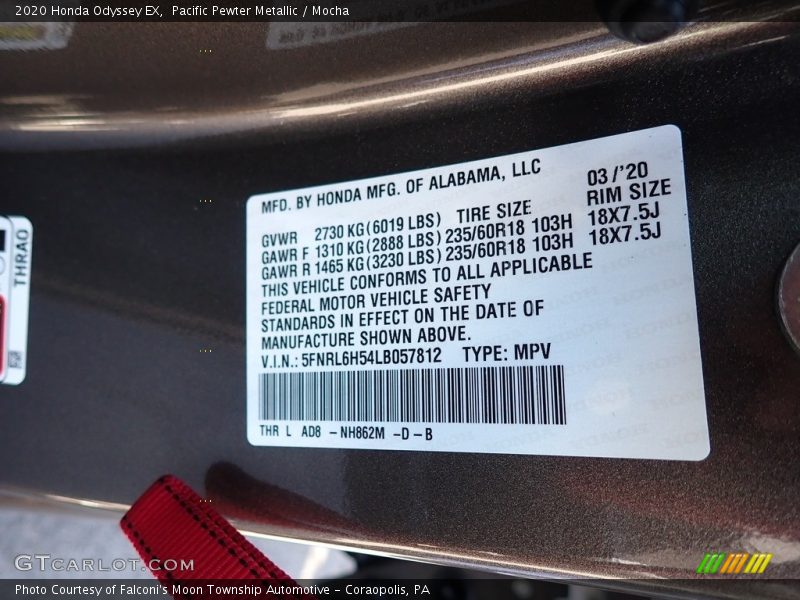 2020 Honda Odyssey EX, Pacific Pewter Metallic / Mocha
THRAO
MFD. BY HONDA MFG. OF ALABAMA, LLC 03/'20
GVWR 2730 KG(6019 LBS) TIRE SIZE RIM SIZE
GAWR F 1310 KG(2888 LBS) 235/60R18 103H 18X7.5J
GAWR R 1465 KG(3230 LBS) 235/60R18 103H 18X7.5J
THIS VEHICLE CONFORMS TO ALL APPLICABLE
FEDERAL MOTOR VEHICLE SAFETY
STANDARDS IN EFFECT ON THE DATE OF
MANUFACTURE SHOWN ABOVE.
V.I.N.: 5FNRL6H54LB057812 TYPE: MPV
THR L AD8 -NH862M -D-B
GTCARLOT.COM
Photo Courtesy of Falconi's Moon Township Automotive - Coraopolis, PA